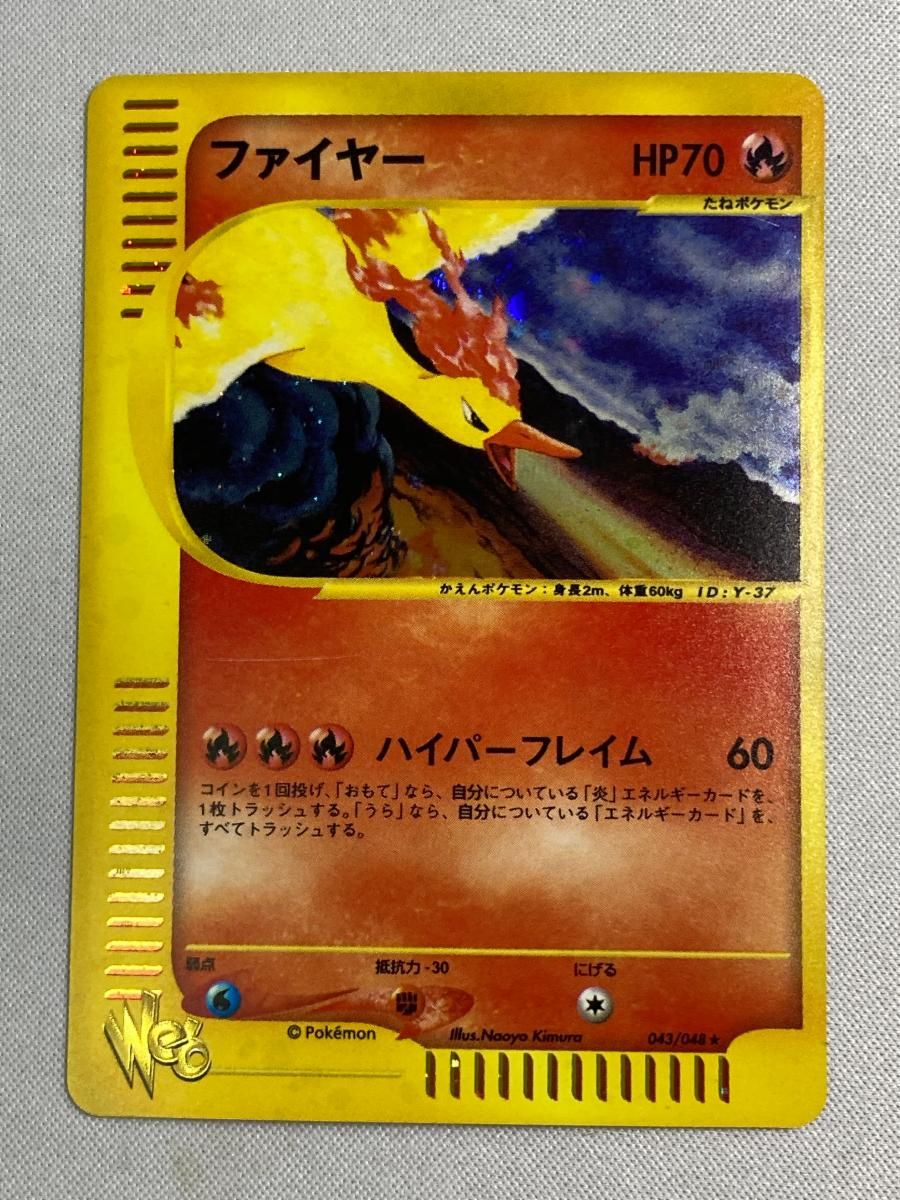 ファイヤー HP70
たねポケモン
かえんポケモン：身長2m、体重60kg ID:Y-37
ハイパーフレイム 60
コインを1回投げ、「おもて」なら、自分についている「炎」エネルギーカードを、
1枚トラッシュする。「うら」なら、自分についている「エネルギーカード」を、
すべてトラッシュする。
弱点 抵抗力-30 にげる
Web
©Pokémon Illus.Naoyo Kimura 043/048★